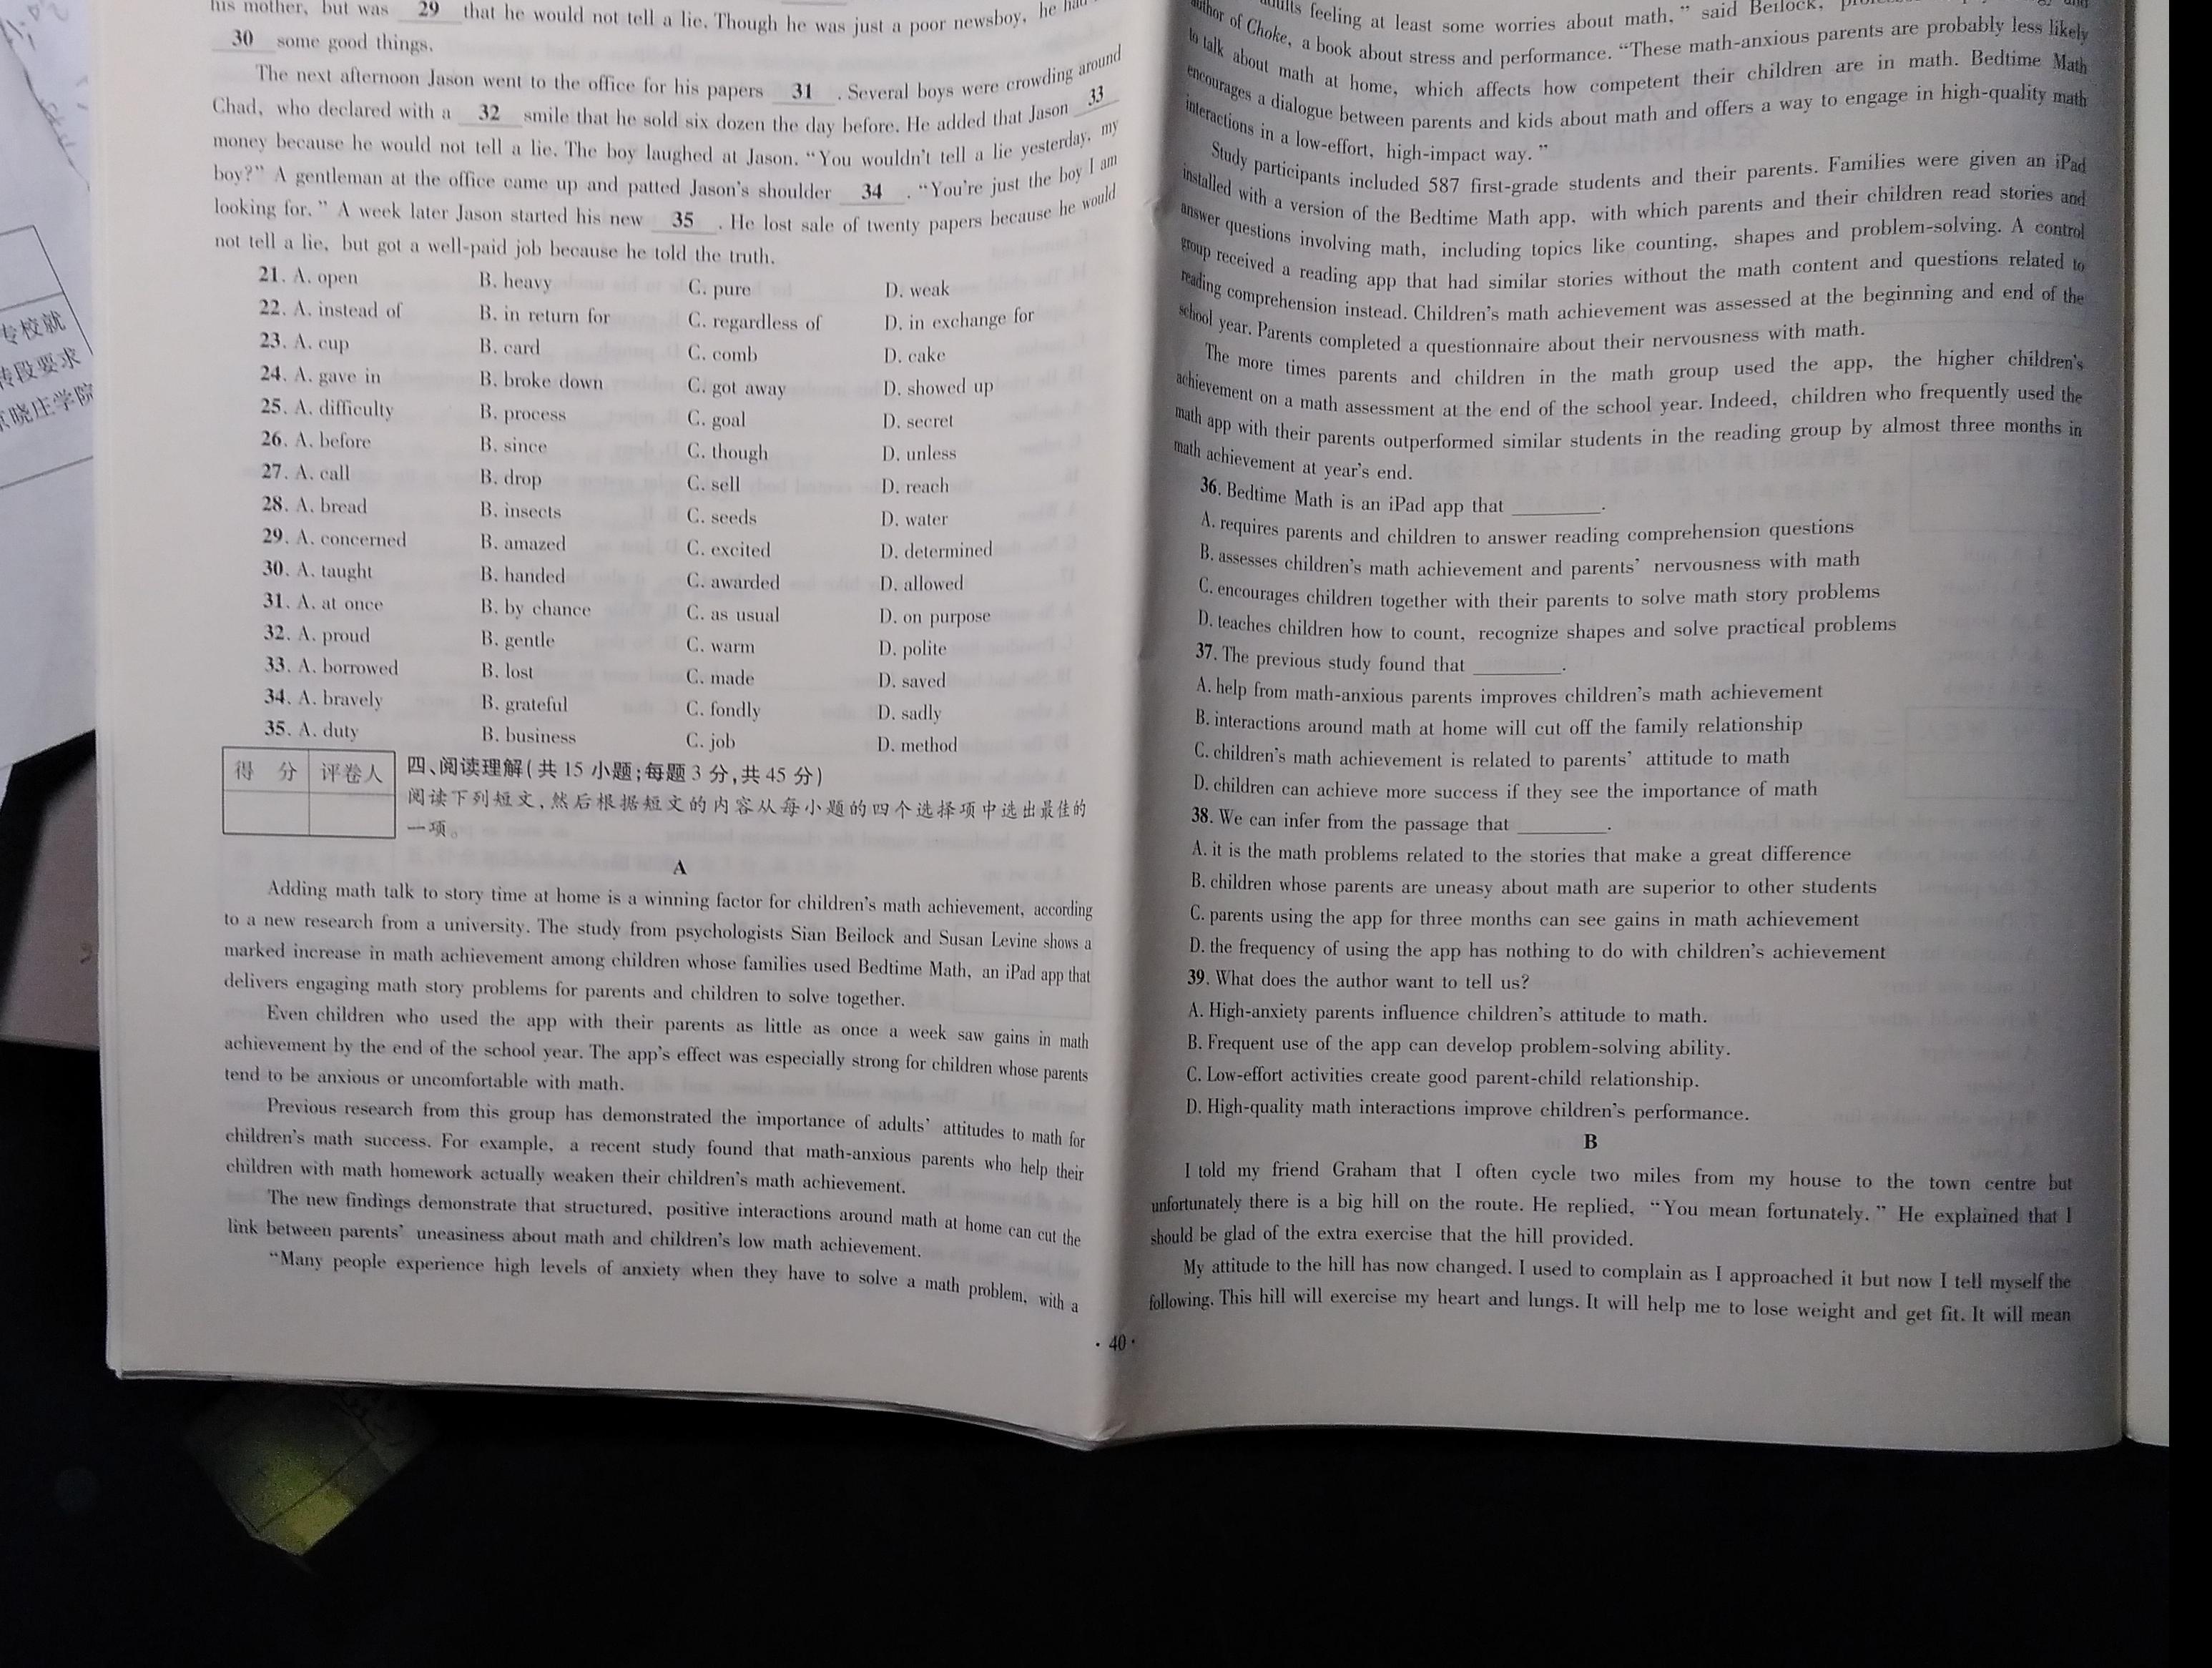 his mother, but was 29 that he would not tell a lie. Though he was just a poor newsboy, he
30 some good things.
The next afternoon Jason went to the office for his papers 31 . Several boys were crowding around
Chad, who declared with a 32 smile that he sold six dozen the day before. He added that Jason 33
money because he would not tell a lie. The boy laughed at Jason. “You wouldn't tell a lie yesterday, my
boy?” A gentleman at the office came up and patted Jason's shoulder 34 . “You're just the boy I am
looking for.” A week later Jason started his new 35 . He lost sale of twenty papers because he would
not tell a lie, but got a well-paid job because he told the truth.
21. A. open B. heavy C. pure D. weak
22. A. instead of B. in return for C. regardless of D. in exchange for
23. A. cup B. card C. comb D. cake
24. A. gave in B. broke down C. got away D. showed up
25. A. difficulty B. process C. goal D. secret
26. A. before B. since C. though D. unless
27. A. call B. drop C. sell D. reach
28. A. bread B. insects C. seeds D. water
29. A. concerned B. amazed C. excited D. determined
30. A. taught B. handed C. awarded D. allowed
31. A. at once B. by chance C. as usual D. on purpose
32. A. proud B. gentle C. warm D. polite
33. A. borrowed B. lost C. made D. saved
34. A. bravely B. grateful C. fondly D. sadly
35. A. duty B. business C. job D. method
得 分 评卷人
四、阅读理解(共 15 小题;每题 3 分,共 45 分)
阅读下列短文,然后根据短文的内容从每小题的四个选择项中选出最佳的
一项。
A
Adding math talk to story time at home is a winning factor for children's math achievement, according
to a new research from a university. The study from psychologists Sian Beilock and Susan Levine shows a
marked increase in math achievement among children whose families used Bedtime Math, an iPad app that
delivers engaging math story problems for parents and children to solve together.
Even children who used the app with their parents as little as once a week saw gains in math
achievement by the end of the school year. The app's effect was especially strong for children whose parents
tend to be anxious or uncomfortable with math.
Previous research from this group has demonstrated the importance of adults' attitudes to math for
children's math success. For example, a recent study found that math-anxious parents who help their
children with math homework actually weaken their children's math achievement.
The new findings demonstrate that structured, positive interactions around math at home can cut the
link between parents' uneasiness about math and children's low math achievement.
“Many people experience high levels of anxiety when they have to solve a math problem, with a
· 40 ·
feeling at least some worries about math,” said Beilock,
author of Choke, a book about stress and performance. “These math-anxious parents are probably less likely
to talk about math at home, which affects how competent their children are in math. Bedtime Math
encourages a dialogue between parents and kids about math and offers a way to engage in high-quality math
interactions in a low-effort, high-impact way.”
Study participants included 587 first-grade students and their parents. Families were given an iPad
installed with a version of the Bedtime Math app, with which parents and their children read stories and
answer questions involving math, including topics like counting, shapes and problem-solving. A control
group received a reading app that had similar stories without the math content and questions related to
reading comprehension instead. Children's math achievement was assessed at the beginning and end of the
school year. Parents completed a questionnaire about their nervousness with math.
The more times parents and children in the math group used the app, the higher children's
achievement on a math assessment at the end of the school year. Indeed, children who frequently used the
math app with their parents outperformed similar students in the reading group by almost three months in
math achievement at year's end.
36. Bedtime Math is an iPad app that ________.
A. requires parents and children to answer reading comprehension questions
B. assesses children's math achievement and parents' nervousness with math
C. encourages children together with their parents to solve math story problems
D. teaches children how to count, recognize shapes and solve practical problems
37. The previous study found that ________.
A. help from math-anxious parents improves children's math achievement
B. interactions around math at home will cut off the family relationship
C. children's math achievement is related to parents' attitude to math
D. children can achieve more success if they see the importance of math
38. We can infer from the passage that ________.
A. it is the math problems related to the stories that make a great difference
B. children whose parents are uneasy about math are superior to other students
C. parents using the app for three months can see gains in math achievement
D. the frequency of using the app has nothing to do with children's achievement
39. What does the author want to tell us?
A. High-anxiety parents influence children's attitude to math.
B. Frequent use of the app can develop problem-solving ability.
C. Low-effort activities create good parent-child relationship.
D. High-quality math interactions improve children's performance.
B
I told my friend Graham that I often cycle two miles from my house to the town centre but
unfortunately there is a big hill on the route. He replied, “You mean fortunately.” He explained that I
should be glad of the extra exercise that the hill provided.
My attitude to the hill has now changed. I used to complain as I approached it but now I tell myself the
following. This hill will exercise my heart and lungs. It will help me to lose weight and get fit. It will mean
专校就
转段要求
晓庄学院